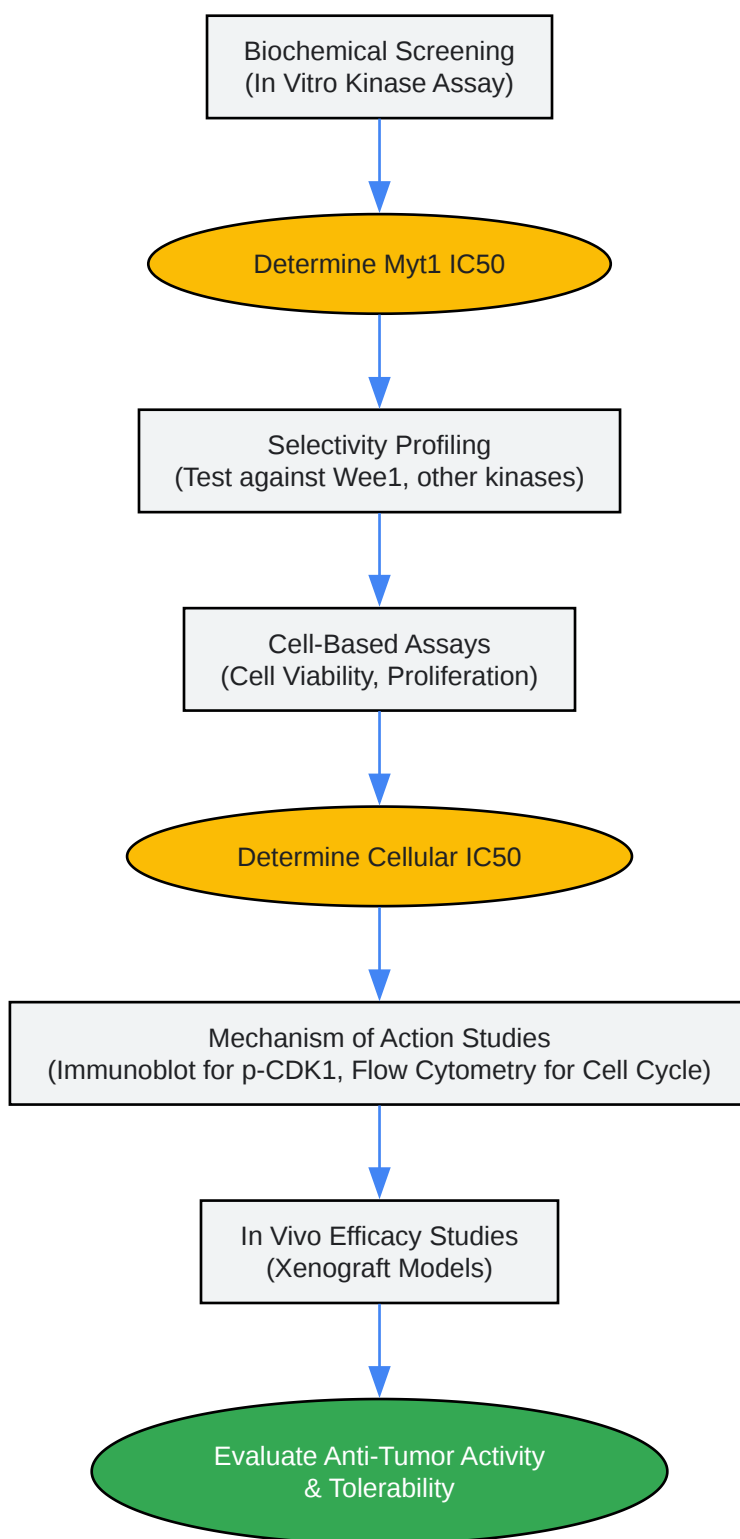 Biochemical Screening
(In Vitro Kinase Assay)
Determine Myt1 IC50
Selectivity Profiling
(Test against Wee1, other kinases)
Cell-Based Assays
(Cell Viability, Proliferation)
Determine Cellular IC50
Mechanism of Action Studies
(Immunoblot for p-CDK1, Flow Cytometry for Cell Cycle)
In Vivo Efficacy Studies
(Xenograft Models)
Evaluate Anti-Tumor Activity
& Tolerability